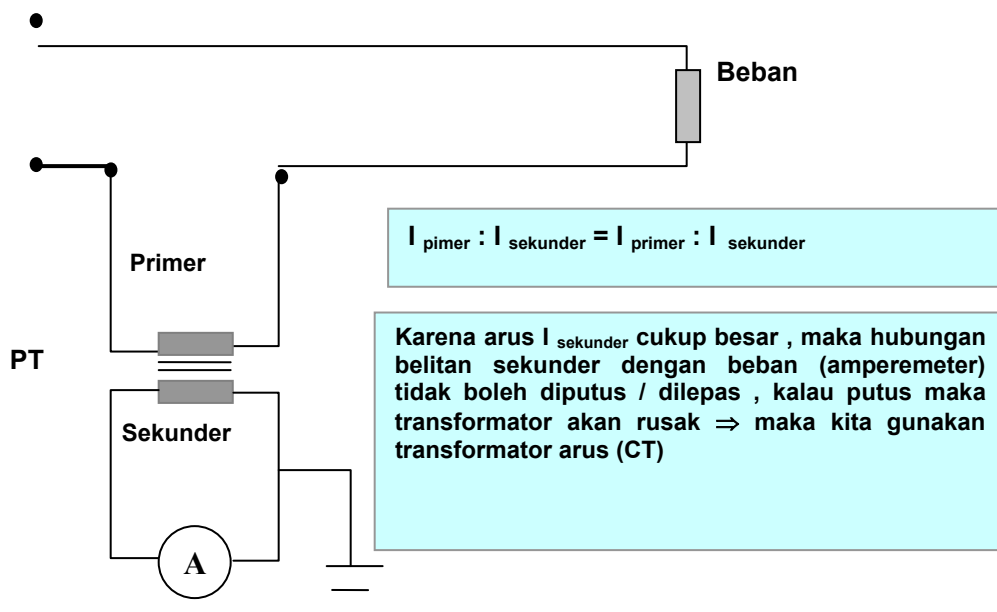 Beban
I pimer : I sekunder = I primer : I sekunder
Primer
Karena arus I sekunder cukup besar , maka hubungan
belitan sekunder dengan beban (amperemeter)
tidak boleh diputus / dilepas , kalau putus maka
transformator akan rusak ⇒ maka kita gunakan
transformator arus (CT)
PT
Sekunder
A